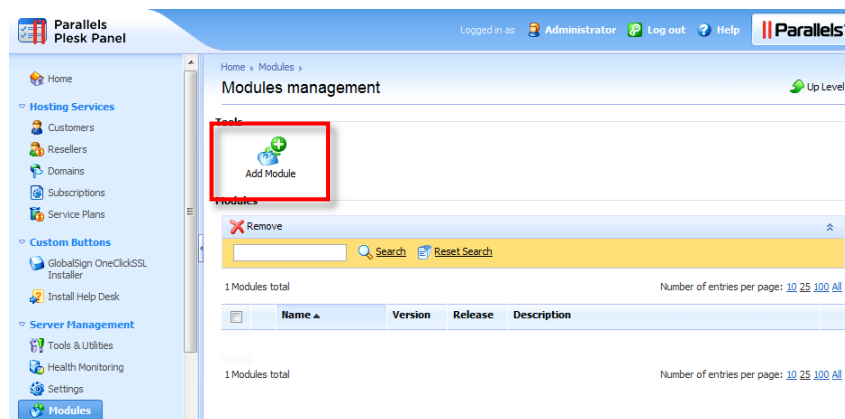 Parallels
Plesk Panel
Logged in as Administrator Log out Help
Parallels
Home
Hosting Services
Customers
Resellers
Domains
Subscriptions
Service Plans
Custom Buttons
GlobalSign OneClickSSL
Installer
Install Help Desk
Server Management
Tools & Utilities
Health Monitoring
Settings
Modules
Home > Modules >
Modules management
Up Level
Tools
Add Module
Modules
Remove
Search Reset Search
1 Modules total Number of entries per page: 10 25 100 All
Name Version Release Description
1 Modules total Number of entries per page: 10 25 100 All